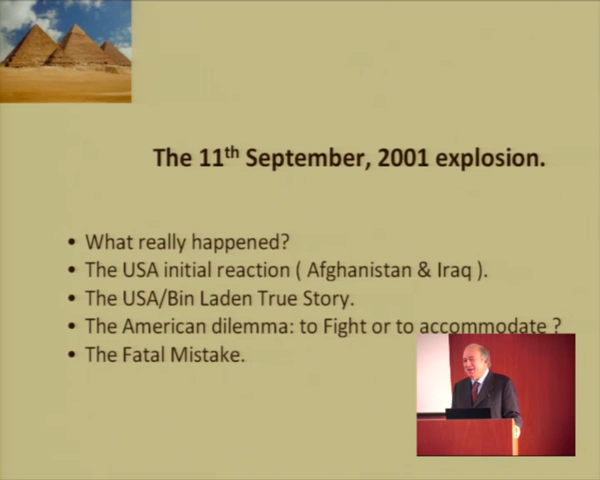 The 11th September, 2001 explosion.
• What really happened?
• The USA initial reaction ( Afghanistan & Iraq ).
• The USA/Bin Laden True Story.
• The American dilemma: to Fight or to accommodate ?
• The Fatal Mistake.